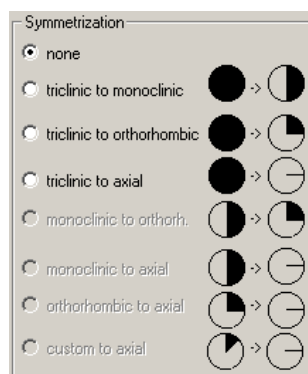 Symmetrization
none
triclinic to monoclinic ->
triclinic to orthorhombic ->
triclinic to axial ->
monoclinic to orthorh. ->
monoclinic to axial ->
orthorhombic to axial ->
custom to axial ->